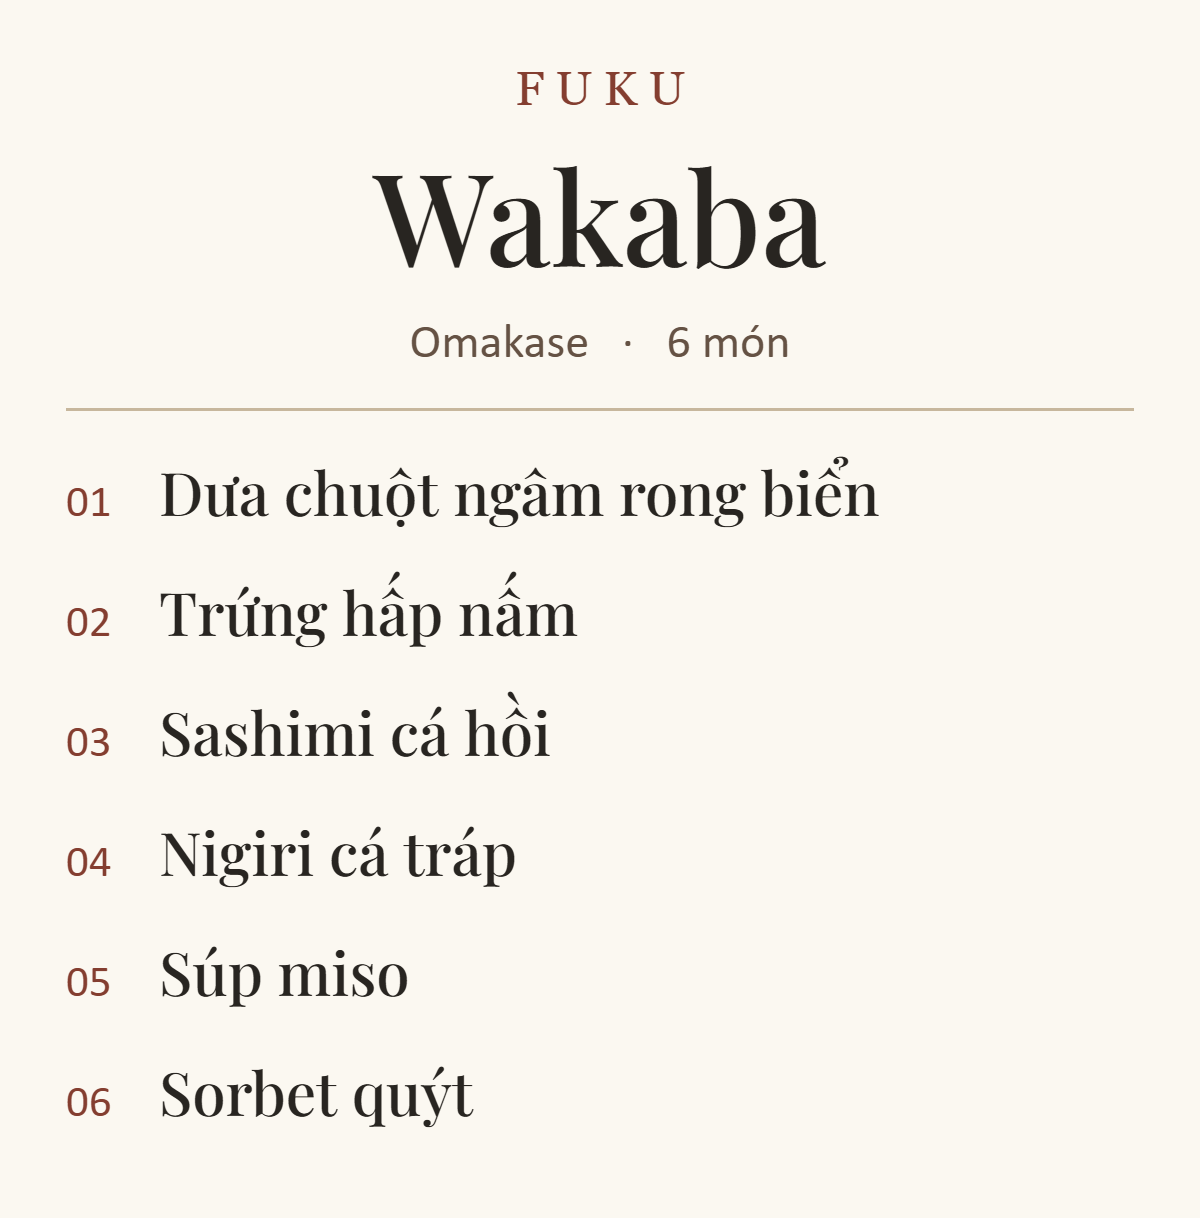 FUKU
Wakaba
Omakase · 6 món
01 Dưa chuột ngâm rong biển
02 Trứng hấp nấm
03 Sashimi cá hồi
04 Nigiri cá tráp
05 Súp miso
06 Sorbet quýt